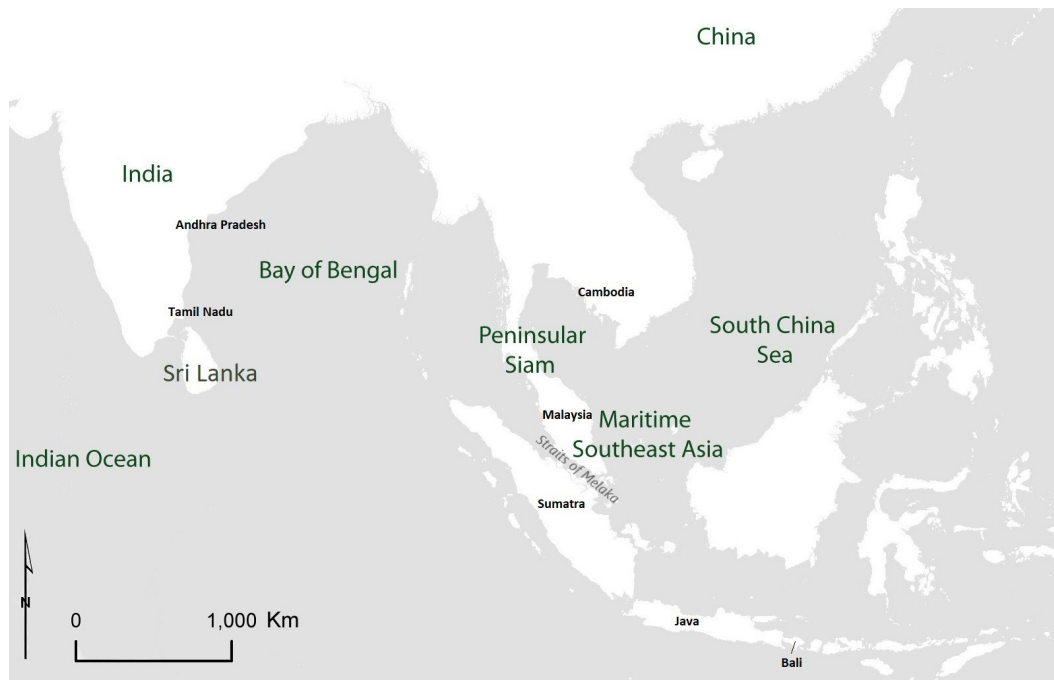 China
India
Andhra Pradesh
Bay of Bengal
Cambodia
Tamil Nadu
Peninsular
Siam
South China
Sea
Sri Lanka
Malaysia
Maritime
Southeast Asia
Straits of Melaka
Indian Ocean
Sumatra
N
0
1,000 Km
Java
Bali